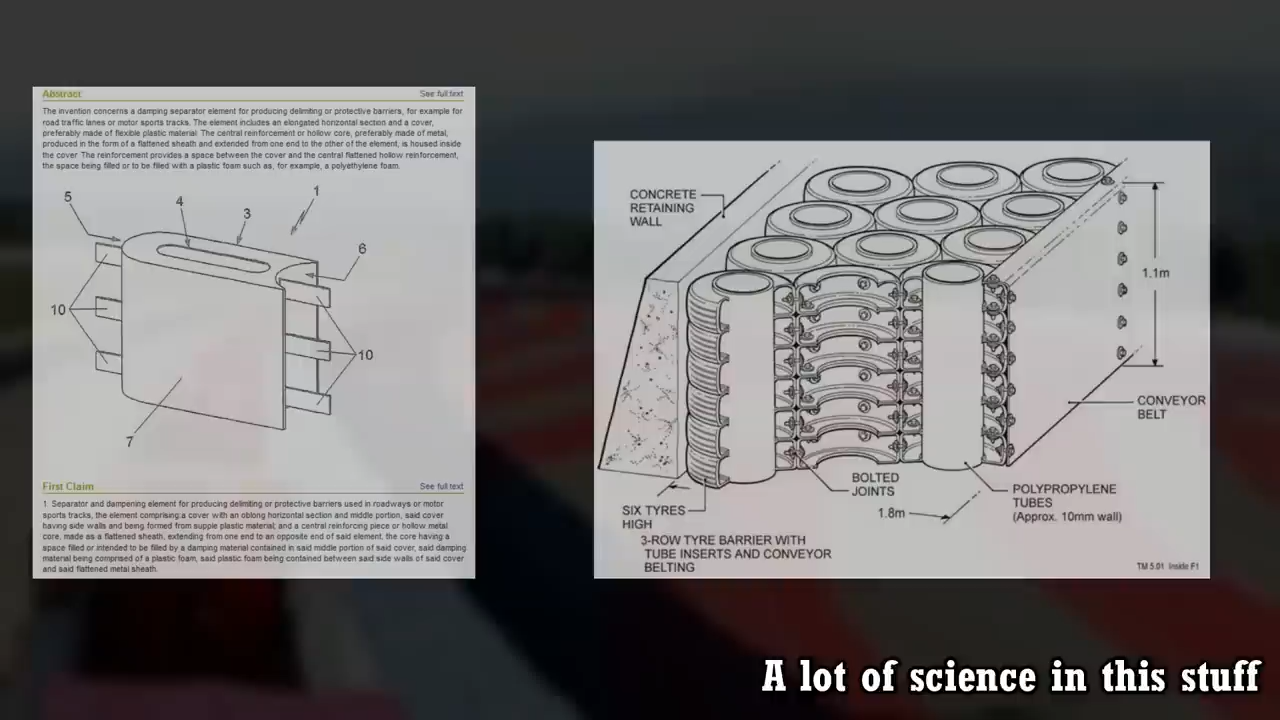 Abstract
See full text
The invention concerns a damping separator element for producing delimiting or protective barriers, for example for
road traffic lanes or motor sports tracks. The element includes an elongated horizontal section and a cover,
preferably made of flexible plastic material. The central reinforcement or hollow core, preferably made of metal,
produced in the form of a flattened sheath and extended from one end to the other of the element, is housed inside
the cover. The reinforcement provides a space between the cover and the central flattened hollow reinforcement,
the space being filled or to be filled with a plastic foam such as, for example, a polyethylene foam.
5
4
3
1
6
10
10
7
First Claim
See full text
1. Separator and dampening element for producing delimiting or protective barriers used in roadways or motor
sports tracks, the element comprising:a cover with an oblong horizontal section and middle portion, said cover
having side walls and being formed from supple plastic material; and a central reinforcing piece or hollow metal
core, made as a flattened sheath, extending from one end to an opposite end of said element, the core having a
space filled or intended to be filled by a damping material contained in said middle portion of said cover, said damping
material being comprised of a plastic foam, said plastic foam being contained between said side walls of said cover
and said flattened metal sheath.
CONCRETE
RETAINING
WALL
1.1m
CONVEYOR
BELT
BOLTED
JOINTS
POLYPROPYLENE
TUBES
(Approx. 10mm wall)
1.8m
SIX TYRES
HIGH
3-ROW TYRE BARRIER WITH
TUBE INSERTS AND CONVEYOR
BELTING
TM 5.01 Inside F1
A lot of science in this stuff